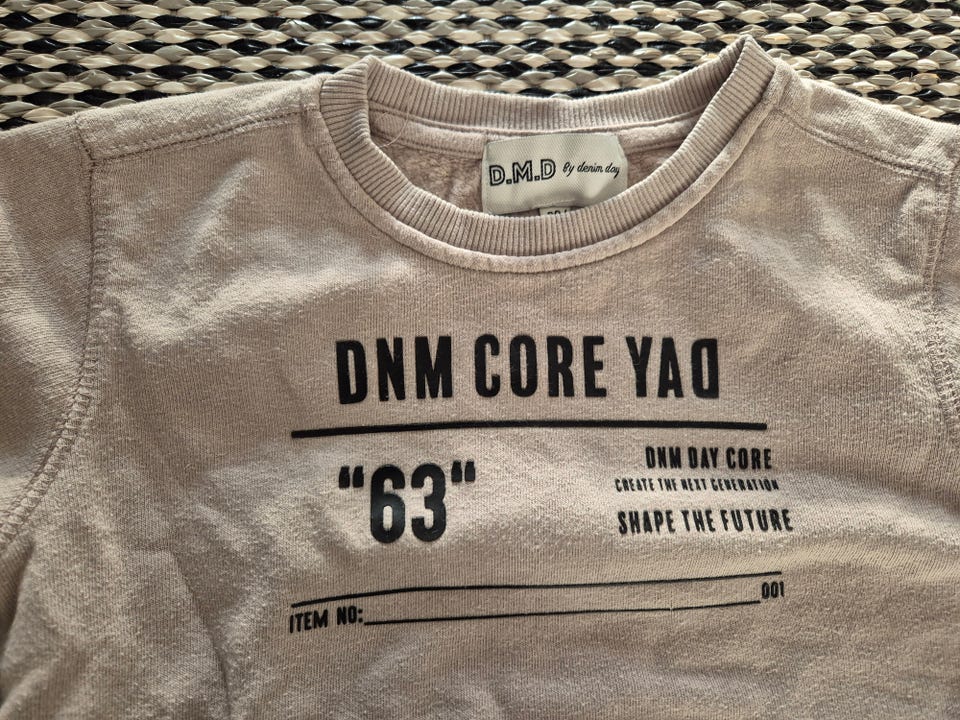 D.M.D by denim day
DNM CORE YAD
"63"
DNM DAY CORE
CREATE THE NEXT GENERATION
SHAPE THE FUTURE
001
ITEM NO: